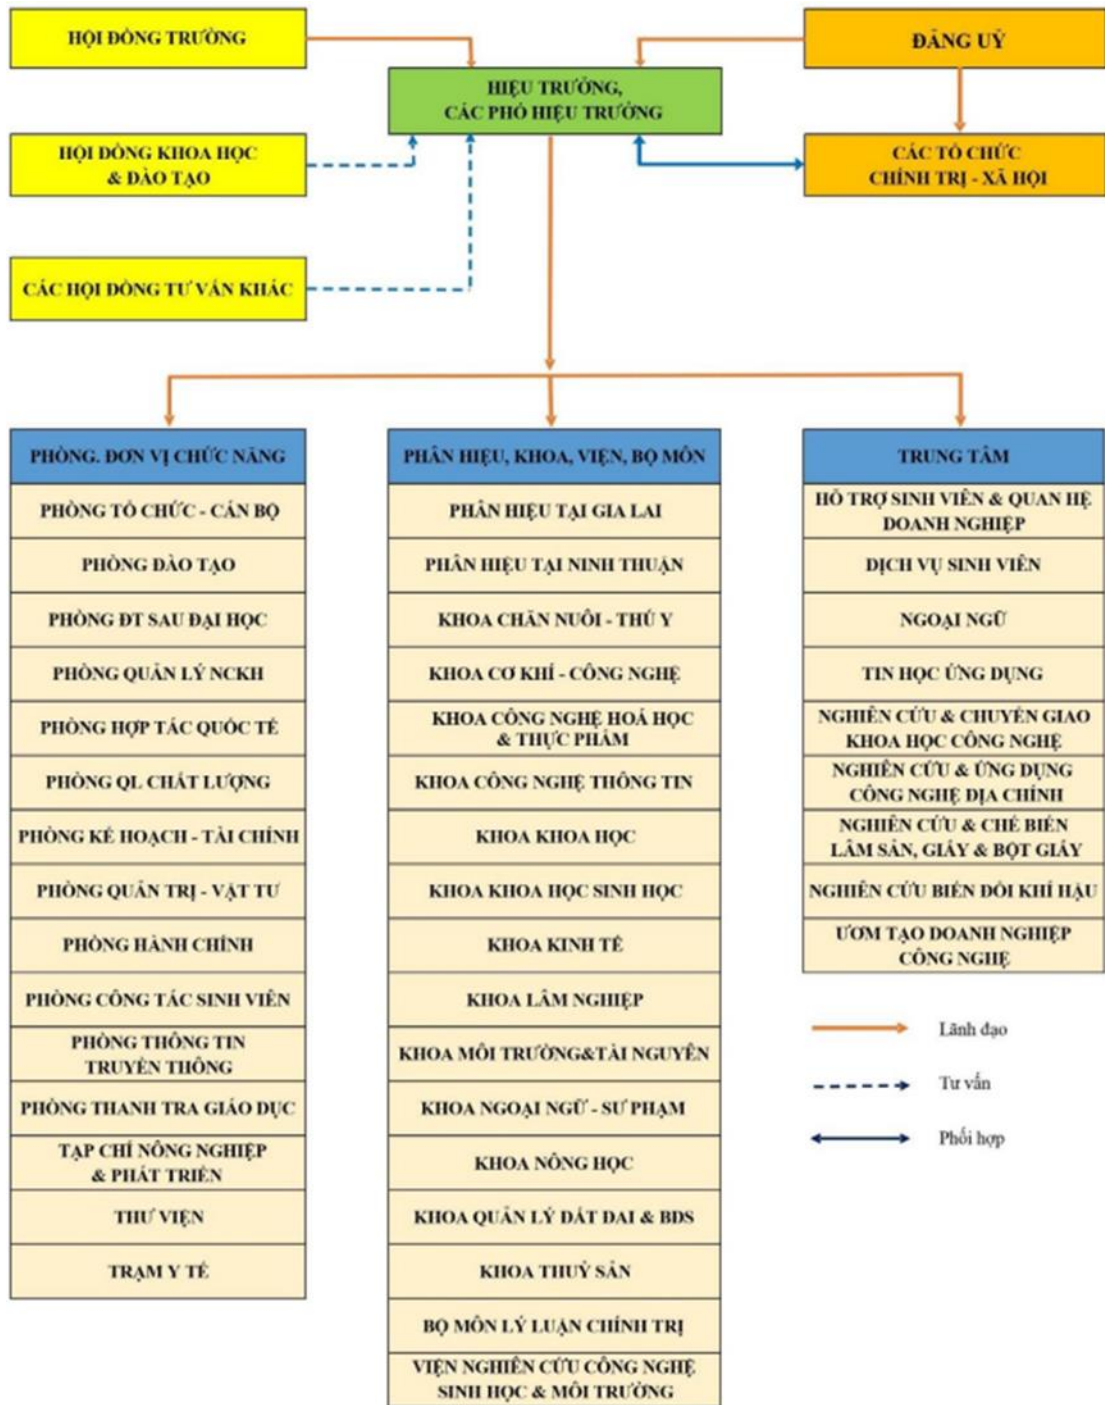 HỘI ĐỒNG TRƯỜNG
ĐẢNG UỶ
HIỆU TRƯỞNG,
CÁC PHÓ HIỆU TRƯỞNG
HỘI ĐỒNG KHOA HỌC
& ĐÀO TẠO
CÁC TỔ CHỨC
CHÍNH TRỊ - XÃ HỘI
CÁC HỘI ĐỒNG TƯ VẤN KHÁC
PHÒNG. ĐƠN VỊ CHỨC NĂNG
PHÒNG TỔ CHỨC - CÁN BỘ
PHÒNG ĐÀO TẠO
PHÒNG ĐT SAU ĐẠI HỌC
PHÒNG QUẢN LÝ NCKH
PHÒNG HỢP TÁC QUỐC TẾ
PHÒNG QL CHẤT LƯỢNG
PHÒNG KẾ HOẠCH - TÀI CHÍNH
PHÒNG QUẢN TRỊ - VẬT TƯ
PHÒNG HÀNH CHÍNH
PHÒNG CÔNG TÁC SINH VIÊN
PHÒNG THÔNG TIN
TRUYỀN THÔNG
PHÒNG THANH TRA GIÁO DỤC
TẠP CHÍ NÔNG NGHIỆP
& PHÁT TRIỂN
THƯ VIỆN
TRẠM Y TẾ
PHÂN HIỆU, KHOA, VIỆN, BỘ MÔN
PHÂN HIỆU TẠI GIA LAI
PHÂN HIỆU TẠI NINH THUẬN
KHOA CHĂN NUÔI - THÚ Y
KHOA CƠ KHÍ - CÔNG NGHỆ
KHOA CÔNG NGHỆ HOÁ HỌC
& THỰC PHẨM
KHOA CÔNG NGHỆ THÔNG TIN
KHOA KHOA HỌC
KHOA KHOA HỌC SINH HỌC
KHOA KINH TẾ
KHOA LÂM NGHIỆP
KHOA MÔI TRƯỜNG&TÀI NGUYÊN
KHOA NGOẠI NGỮ - SƯ PHẠM
KHOA NÔNG HỌC
KHOA QUẢN LÝ ĐẤT ĐAI & BĐS
KHOA THUỶ SẢN
BỘ MÔN LÝ LUẬN CHÍNH TRỊ
VIỆN NGHIÊN CỨU CÔNG NGHỆ
SINH HỌC & MÔI TRƯỜNG
TRUNG TÂM
HỖ TRỢ SINH VIÊN & QUAN HỆ
DOANH NGHIỆP
DỊCH VỤ SINH VIÊN
NGOẠI NGỮ
TIN HỌC ỨNG DỤNG
NGHIÊN CỨU & CHUYỂN GIAO
KHOA HỌC CÔNG NGHỆ
NGHIÊN CỨU & ỨNG DỤNG
CÔNG NGHỆ ĐỊA CHÍNH
NGHIÊN CỨU & CHẾ BIẾN
LÂM SẢN, GIẤY & BỘT GIẤY
NGHIÊN CỨU BIẾN ĐỔI KHÍ HẬU
ƯƠM TẠO DOANH NGHIỆP
CÔNG NGHỆ
Lãnh đạo
Tư vấn
Phối hợp